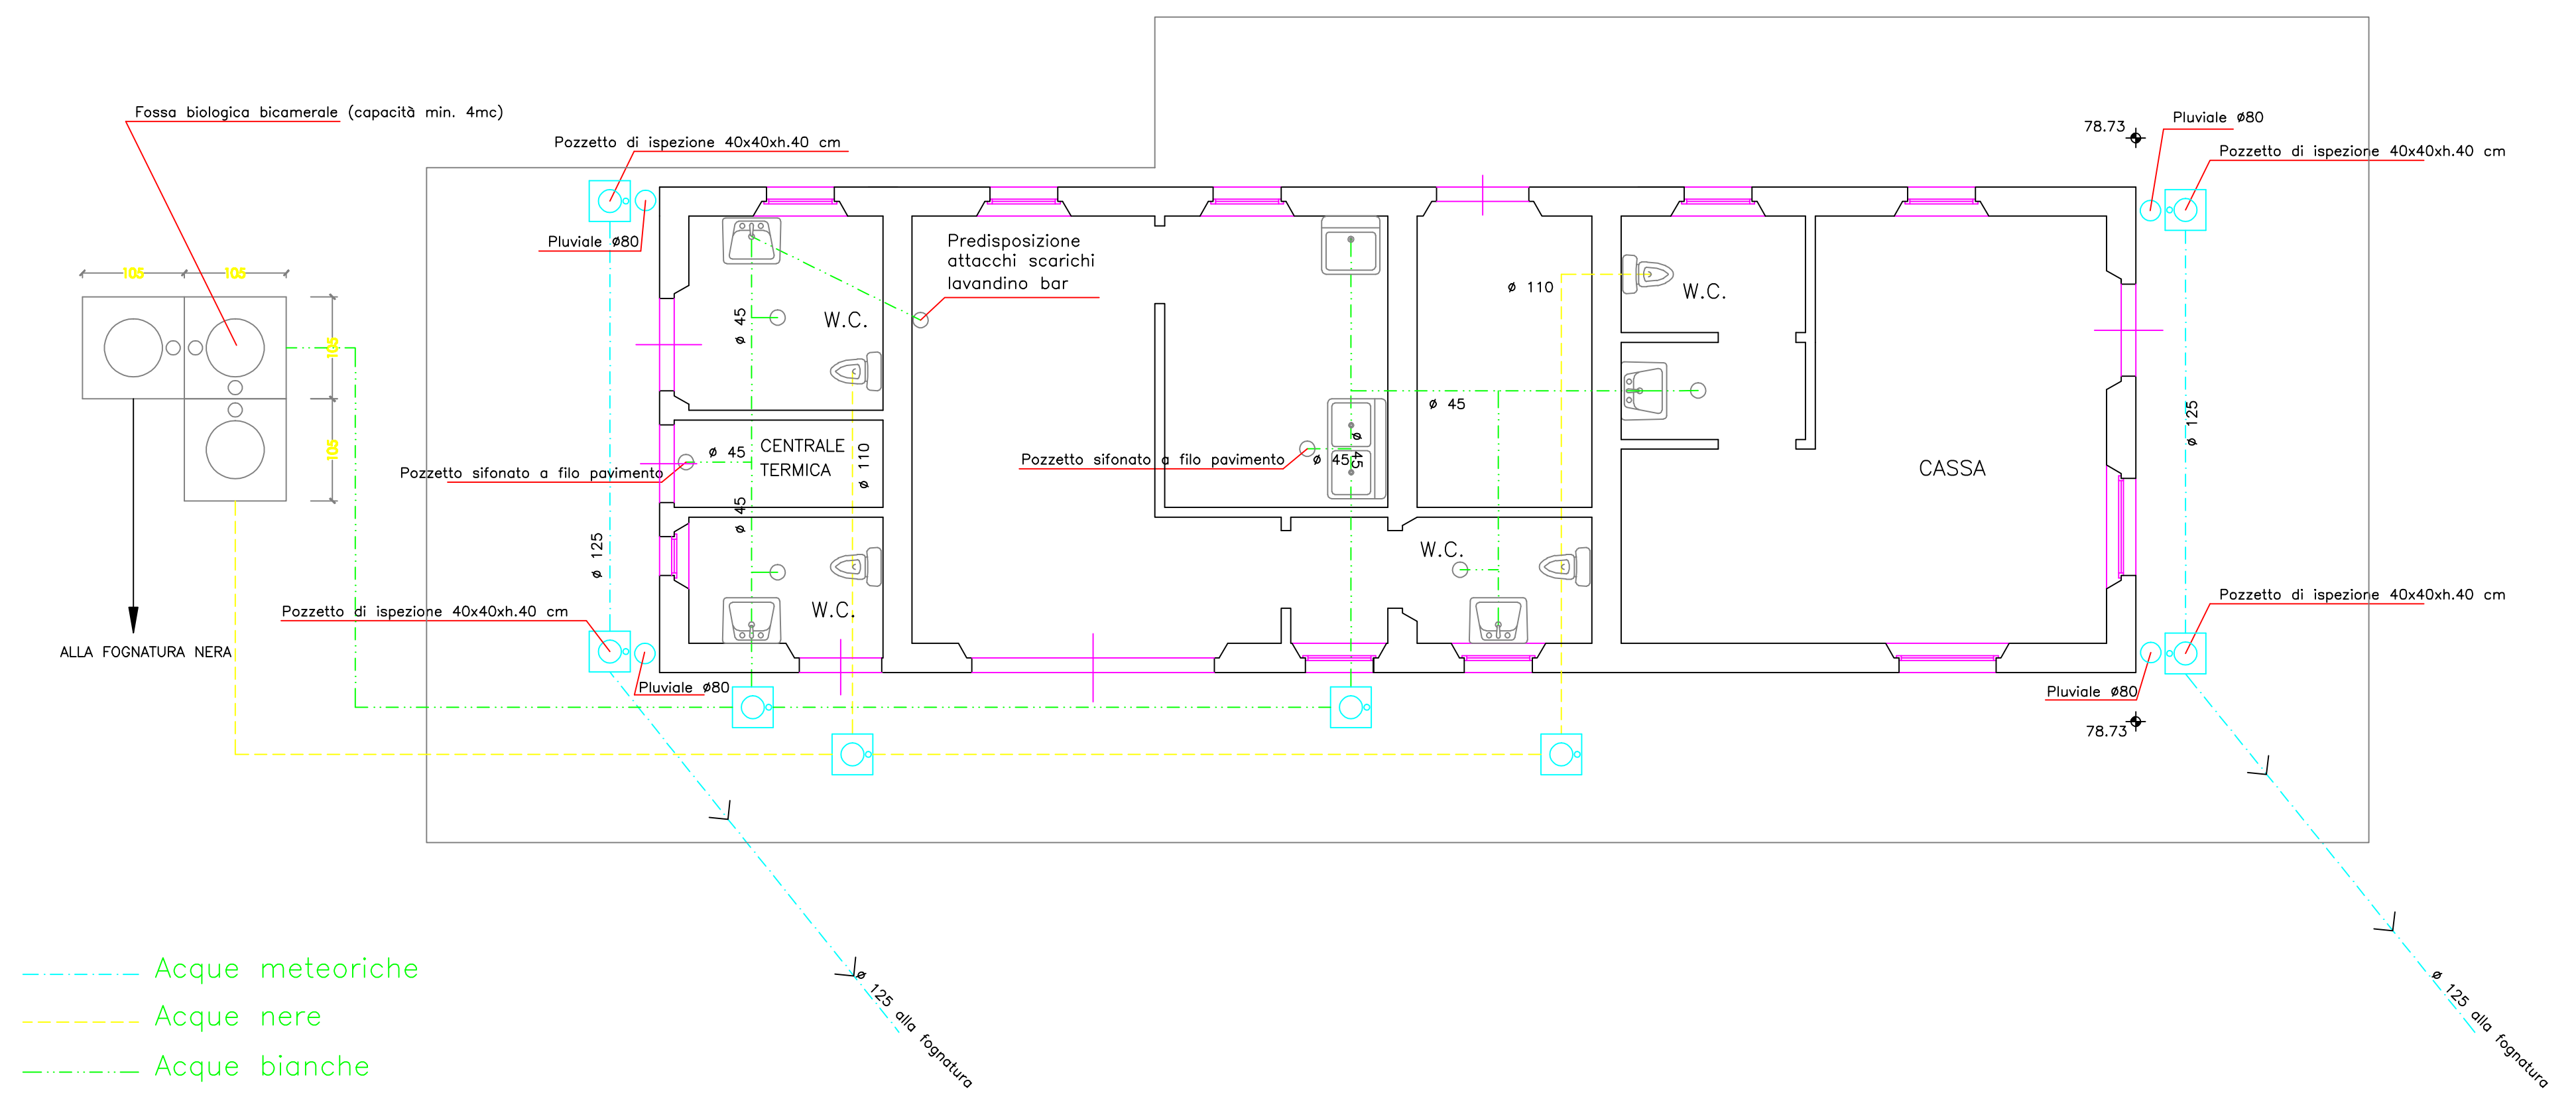 Fossa biologica bicamerale (capacità min. 4mc)
Pozzetto di ispezione 40x40xh.40 cm
Pluviale ø80
78.73
Pluviale ø80
Pozzetto di ispezione 40x40xh.40 cm
Predisposizione
attacchi scarichi
lavandino bar
105
105
105
105
ø 45
W.C.
ø 110
W.C.
ø 45
ø 45
CENTRALE
TERMICA
ø 110
Pozzetto sifonato a filo pavimento
Pozzetto sifonato a filo pavimento
ø 45
ø 45
ø 125
CASSA
ø 45
ø 125
W.C.
W.C.
Pozzetto di ispezione 40x40xh.40 cm
Pozzetto di ispezione 40x40xh.40 cm
ALLA FOGNATURA NERA
Pluviale ø80
Pluviale ø80
78.73
Acque meteoriche
Acque nere
Acque bianche
ø 125 alla fognatura
ø 125 alla fognatura